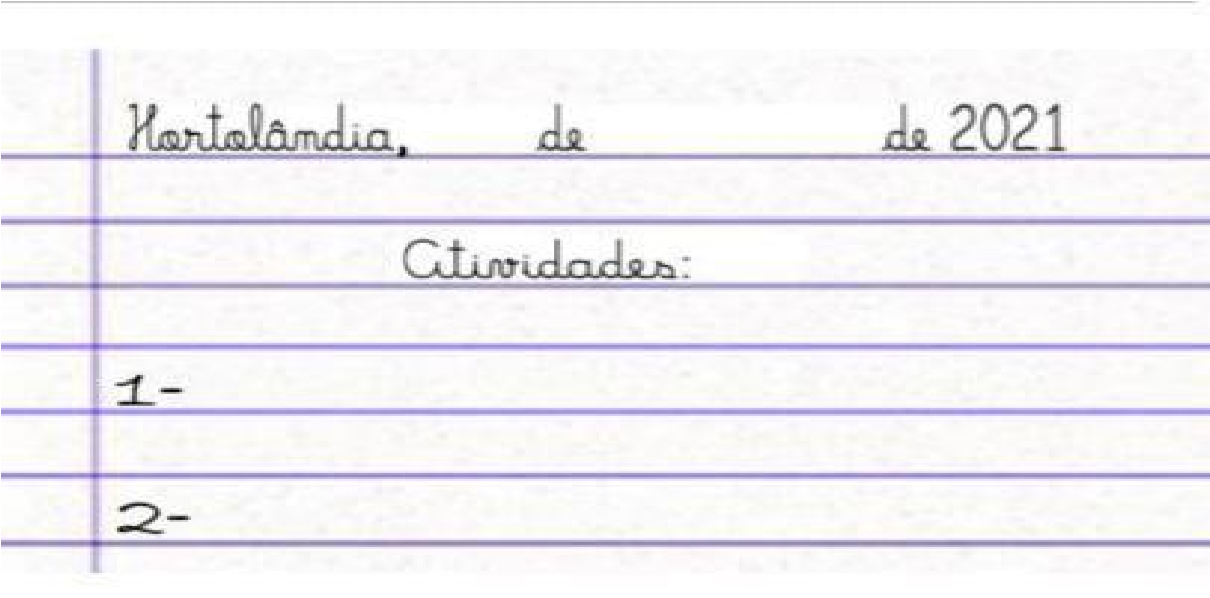 Hortolândia, de de 2021
Atividades:
1-
2-